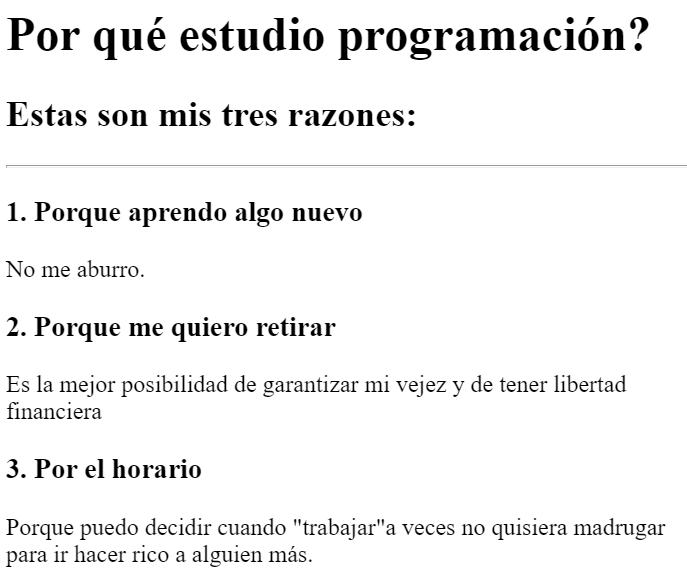 Por qué estudio programación?
Estas son mis tres razones:
1. Porque aprendo algo nuevo
No me aburro.
2. Porque me quiero retirar
Es la mejor posibilidad de garantizar mi vejez y de tener libertad
financiera
3. Por el horario
Porque puedo decidir cuando "trabajar"a veces no quisiera madrugar
para ir hacer rico a alguien más.